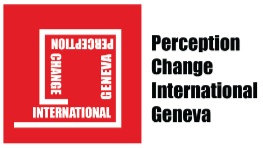 PERCEPTION
CHANGE
GENEVA
INTERNATIONAL
Perception
Change
International
Geneva